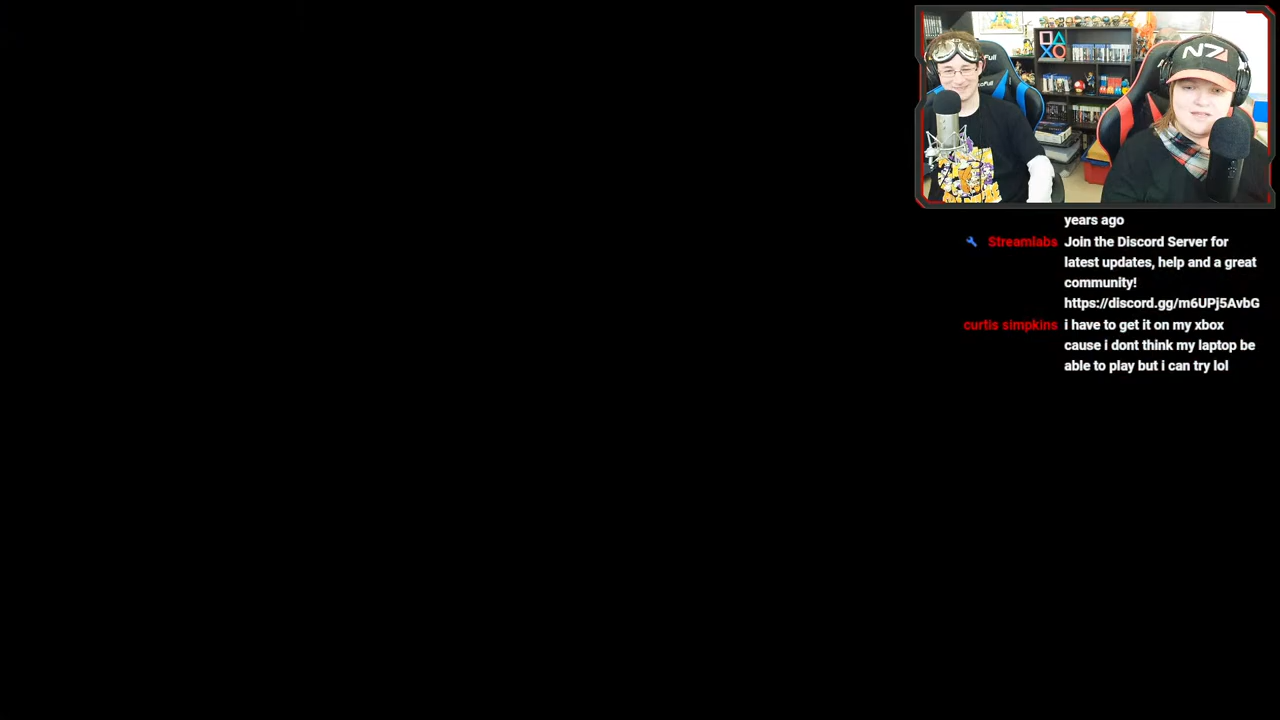 N7
years ago
Streamlabs Join the Discord Server for
latest updates, help and a great
community!
https://discord.gg/m6UPj5AvbG
curtis simpkins i have to get it on my xbox
cause i dont think my laptop be
able to play but i can try lol